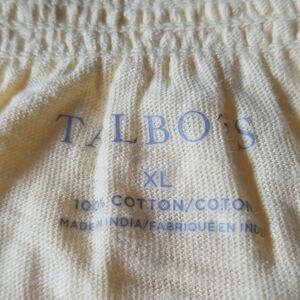 TALBOTS
XL
100% COTTON/COTON
MADE IN INDIA/FABRIQUÉ EN INDE